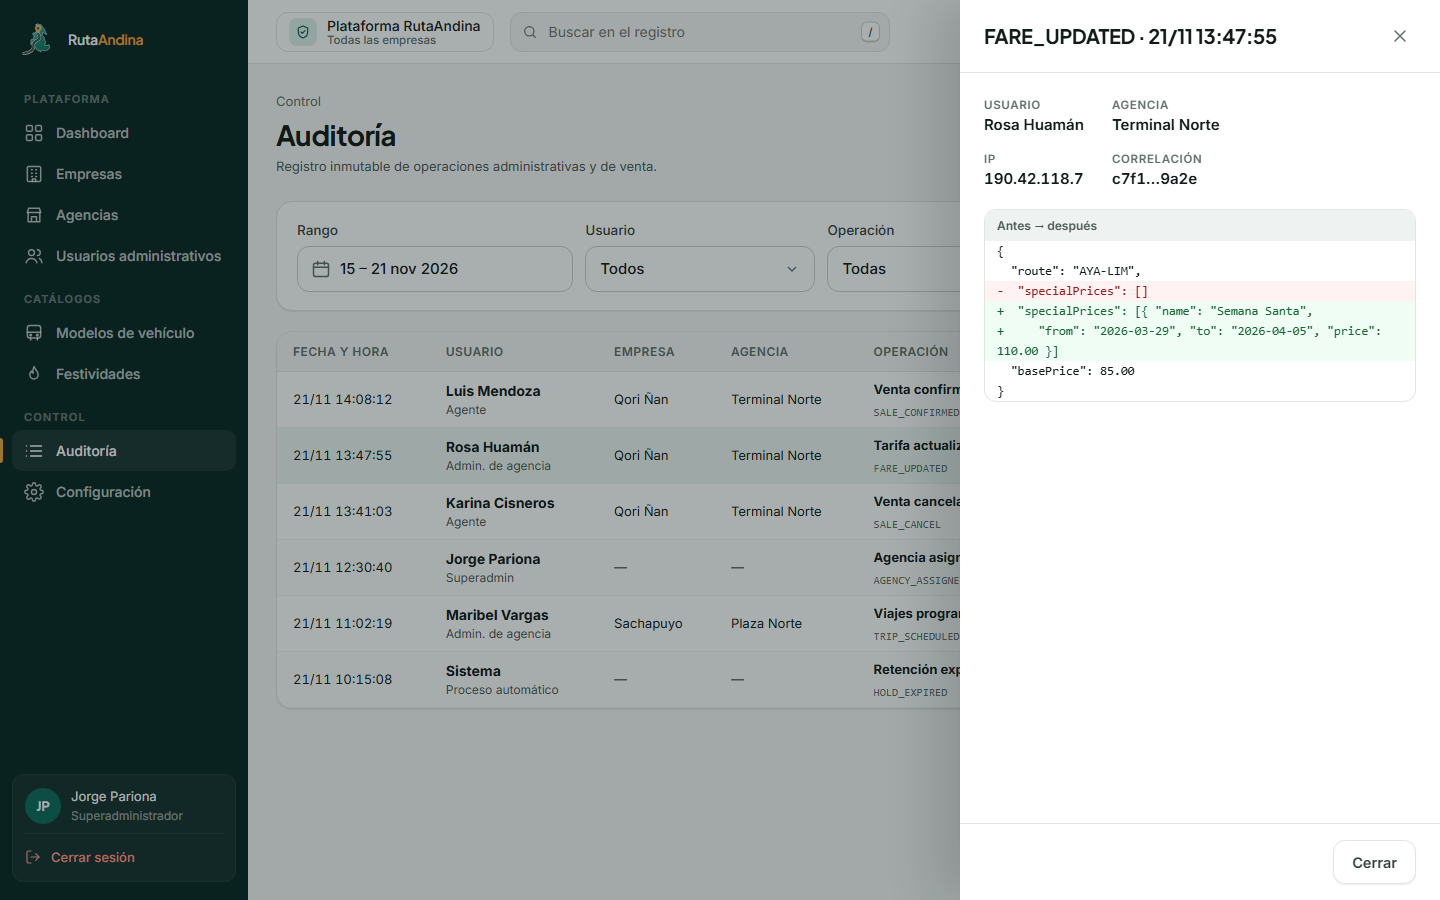 RutaAndina
PLATAFORMA
Dashboard
Empresas
Agencias
Usuarios administrativos
CATÁLOGOS
Modelos de vehículo
Festividades
CONTROL
Auditoría
Configuración
JP
Jorge Pariona
Superadministrador
Cerrar sesión
Plataforma RutaAndina
Todas las empresas
Buscar en el registro
/
Control
Auditoría
Registro inmutable de operaciones administrativas y de venta.
Rango
Usuario
Operación
15 – 21 nov 2026
Todos
Todas
FECHA Y HORA USUARIO EMPRESA AGENCIA OPERACIÓN
21/11 14:08:12 Luis Mendoza Agente Qori Ñan Terminal Norte Venta confirm SALE_CONFIRMED
21/11 13:47:55 Rosa Huamán Admin. de agencia Qori Ñan Terminal Norte Tarifa actualiz FARE_UPDATED
21/11 13:41:03 Karina Cisneros Agente Qori Ñan Terminal Norte Venta cancela SALE_CANCEL
21/11 12:30:40 Jorge Pariona Superadmin — — Agencia asign AGENCY_ASSIGNE
21/11 11:02:19 Maribel Vargas Admin. de agencia Sachapuyo Plaza Norte Viajes progra TRIP_SCHEDULED
21/11 10:15:08 Sistema Proceso automático — — Retención exp HOLD_EXPIRED
FARE_UPDATED · 21/11 13:47:55
USUARIO AGENCIA
Rosa Huamán Terminal Norte
IP CORRELACIÓN
190.42.118.7 c7f1…9a2e
Antes → después
{
"route": "AYA-LIM",
- "specialPrices": []
+ "specialPrices": [{ "name": "Semana Santa",
+ "from": "2026-03-29", "to": "2026-04-05", "price":
110.00 }]
"basePrice": 85.00
}
Cerrar